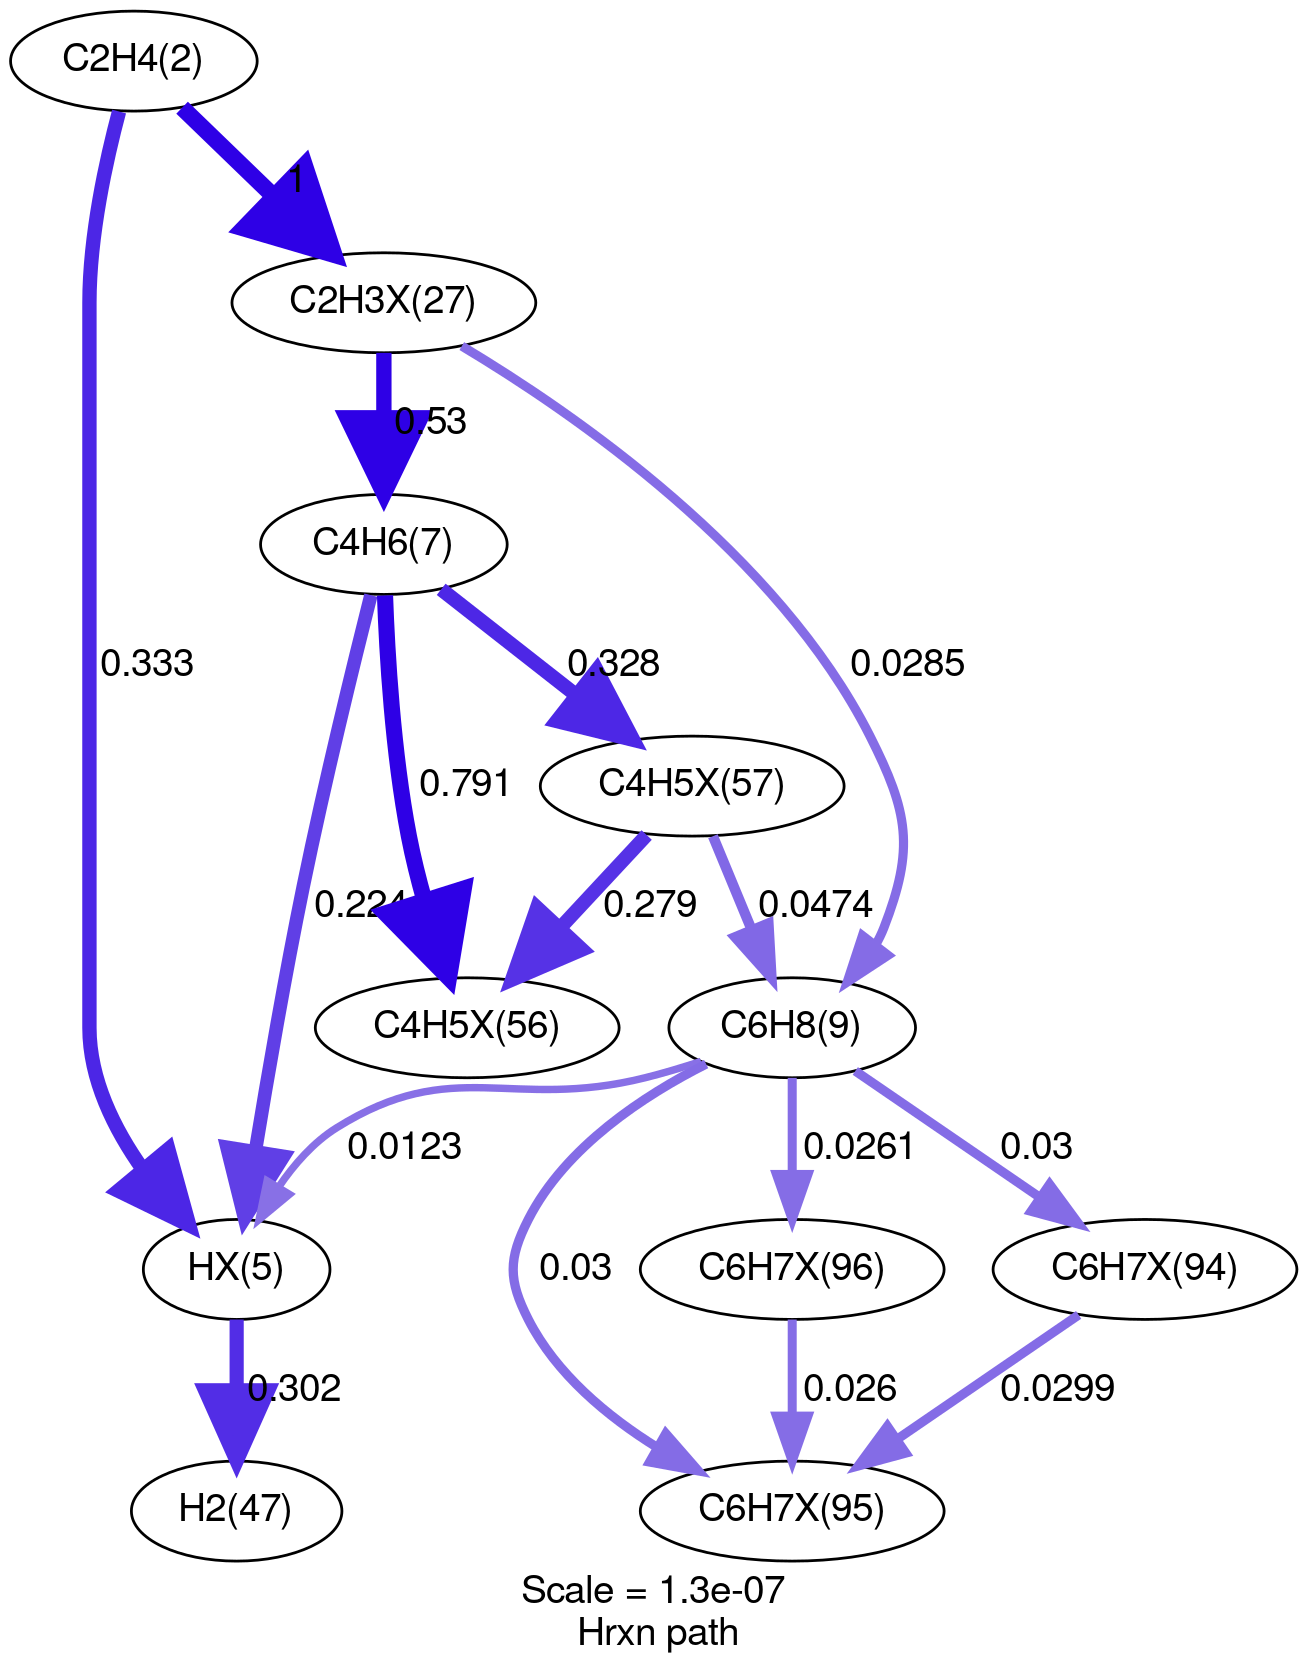 C2H4(2)
1
C2H3X(27)
0.53
C4H6(7)
0.333
0.328
0.0285
0.791
C4H5X(57)
0.224
0.279
0.0474
C4H5X(56)
C6H8(9)
0.0123
0.0261
0.03
HX(5)
0.03
C6H7X(96)
C6H7X(94)
0.302
0.026
0.0299
H2(47)
C6H7X(95)
Scale = 1.3e-07
Hrxn path